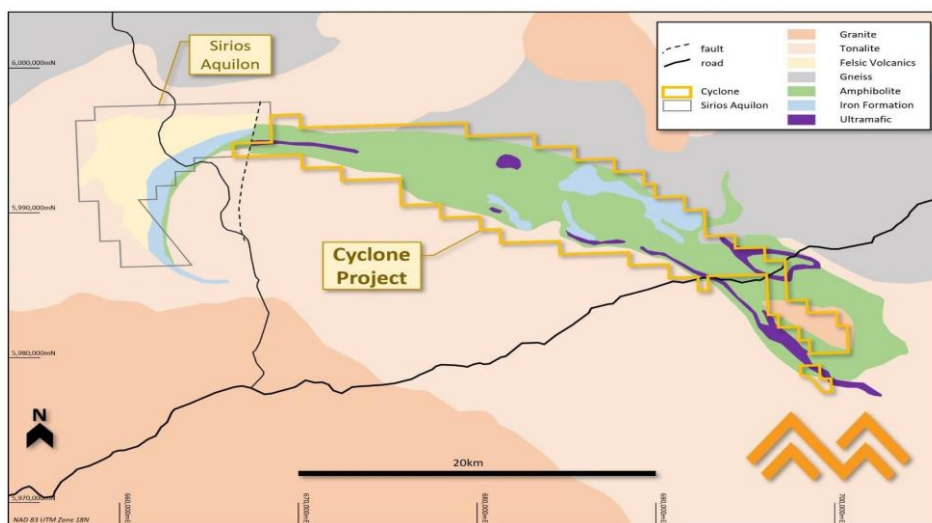 Sirios
Aquilon
6,000,000mN
5,990,000mN
5,980,000mN
5,970,000mN
Cyclone
Project
fault
road
Cyclone
Sirios Aquilon
Granite
Tonalite
Felsic Volcanics
Gneiss
Amphibolite
Iron Formation
Ultramafic
N
20km
NAD 83 UTM Zone 18N
660,000mE
670,000mE
680,000mE
690,000mE
700,000mE